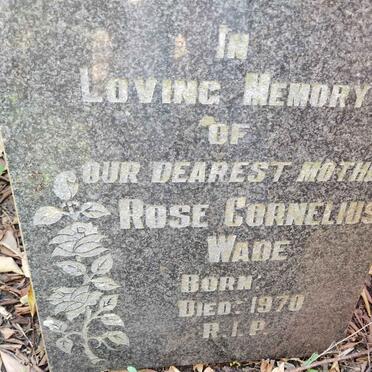 IN
LOVING MEMORY
OF
OUR DEAREST MOTH
ROSE CORNELIUS
WADE
BORN.
DIED: 1970
R.I.P.